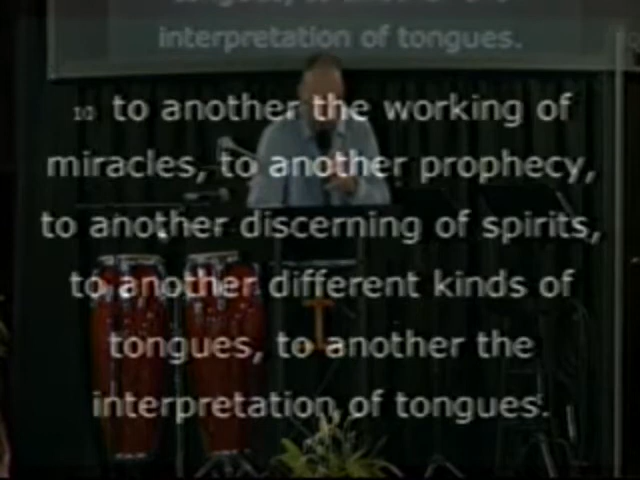 interpretation of tongues.
10 to another the working of
miracles, to another prophecy,
to another discerning of spirits,
to another different kinds of
tongues, to another the
interpretation of tongues.